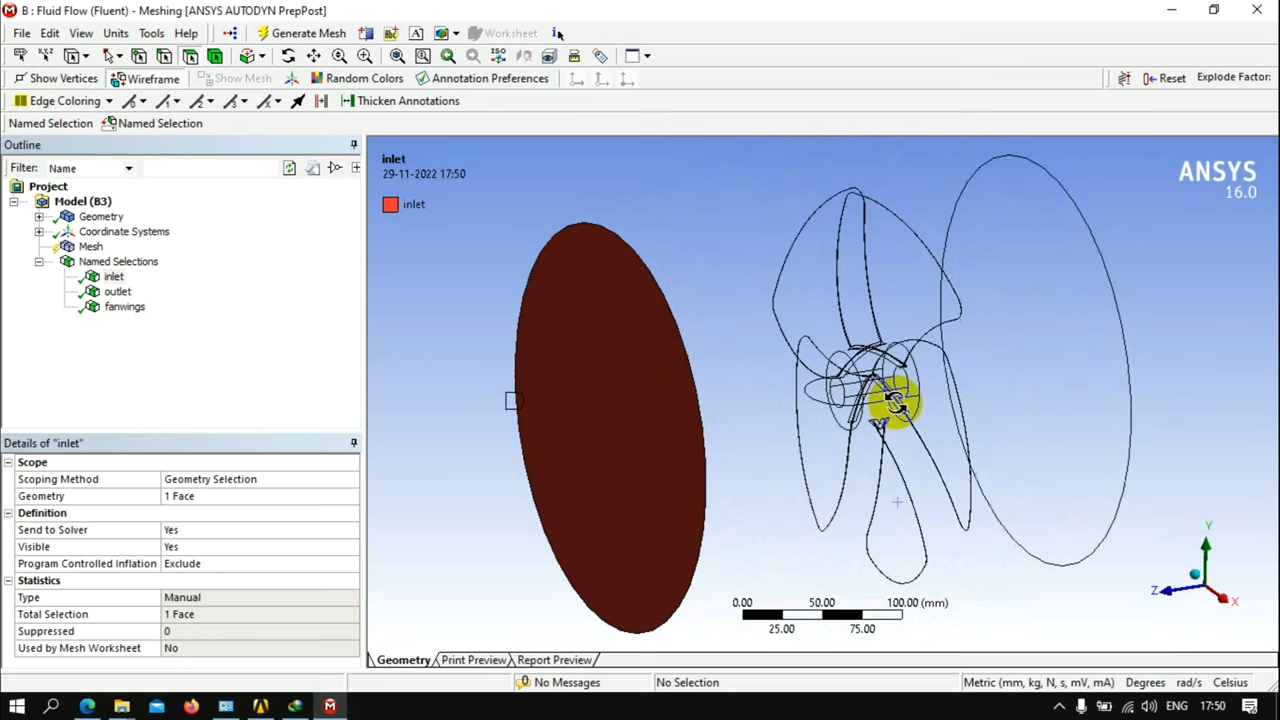 B : Fluid Flow (Fluent) - Meshing [ANSYS AUTODYN PrepPost]
File Edit View Units Tools Help Generate Mesh A Worksheet i
Show Vertices Wireframe Show Mesh Random Colors Annotation Preferences Reset Explode Factor:
Edge Coloring Thicken Annotations
Named Selection Named Selection
Outline
Filter: Name
Project
Model (B3)
Geometry
Coordinate Systems
Mesh
Named Selections
inlet
outlet
fanwings
Details of "inlet"
Scope
Scoping Method Geometry Selection
Geometry 1 Face
Definition
Send to Solver Yes
Visible Yes
Program Controlled Inflation Exclude
Statistics
Type Manual
Total Selection 1 Face
Suppressed 0
Used by Mesh Worksheet No
inlet
29-11-2022 17:50
inlet
ANSYS
16.0
Y
Z
X
0.00 50.00 100.00 (mm)
25.00 75.00
Geometry Print Preview Report Preview
0 No Messages No Selection Metric (mm, kg, N, s, mV, mA) Degrees rad/s Celsius
ENG 17:50